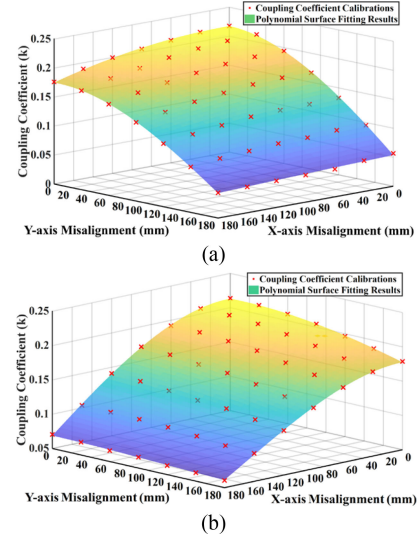 Coupling Coefficient Calibrations
Polynomial Surface Fitting Results
Coupling Coefficient (k)
0.25
0.2
0.15
0.1
0.05
0
0 20 40 60 80 100 120 140 160 180
180 160 140 120 100 80 60 40 20 0
Y-axis Misalignment (mm)
X-axis Misalignment (mm)
(a)
Coupling Coefficient Calibrations
Polynomial Surface Fitting Results
Coupling Coefficient (k)
0.25
0.2
0.15
0.1
0.05
0 20 40 60 80 100 120 140 160 180
180 160 140 120 100 80 60 40 20 0
Y-axis Misalignment (mm)
X-axis Misalignment (mm)
(b)